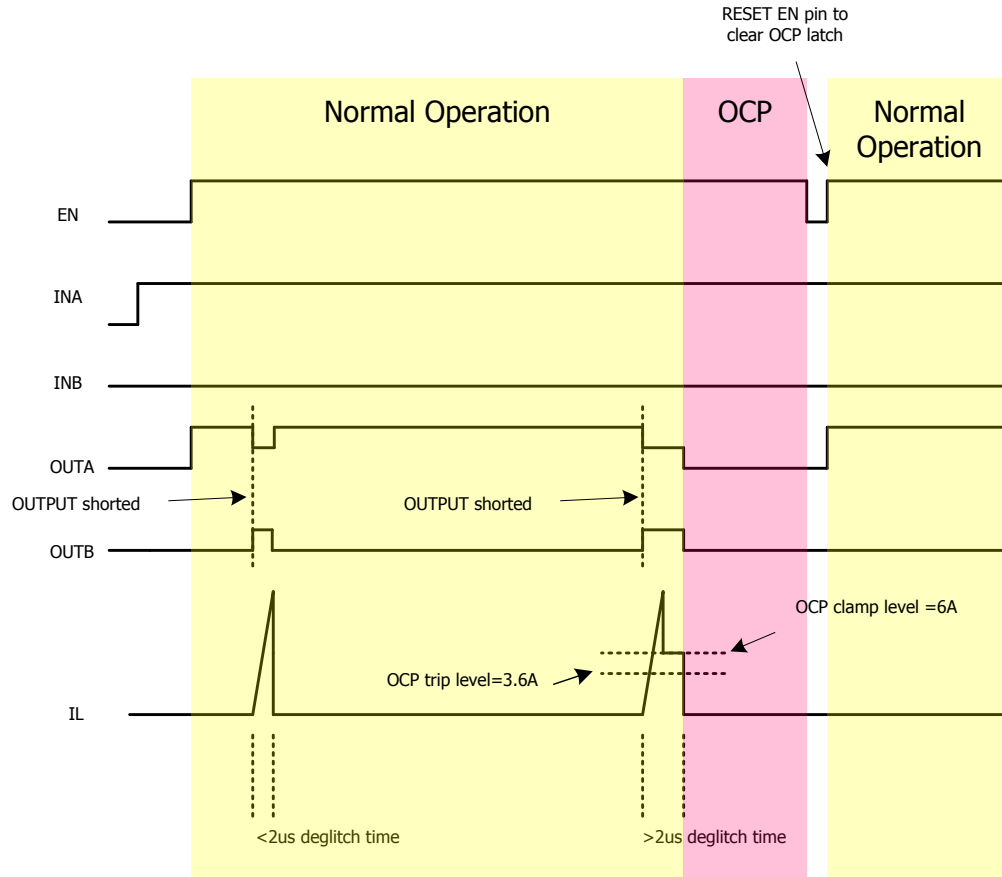 RESET EN pin to
clear OCP latch
Normal Operation
OCP
Normal
Operation
EN
INA
INB
OUTA
OUTPUT shorted
OUTPUT shorted
OUTB
OCP clamp level =6A
OCP trip level=3.6A
IL
<2us deglitch time
>2us deglitch time